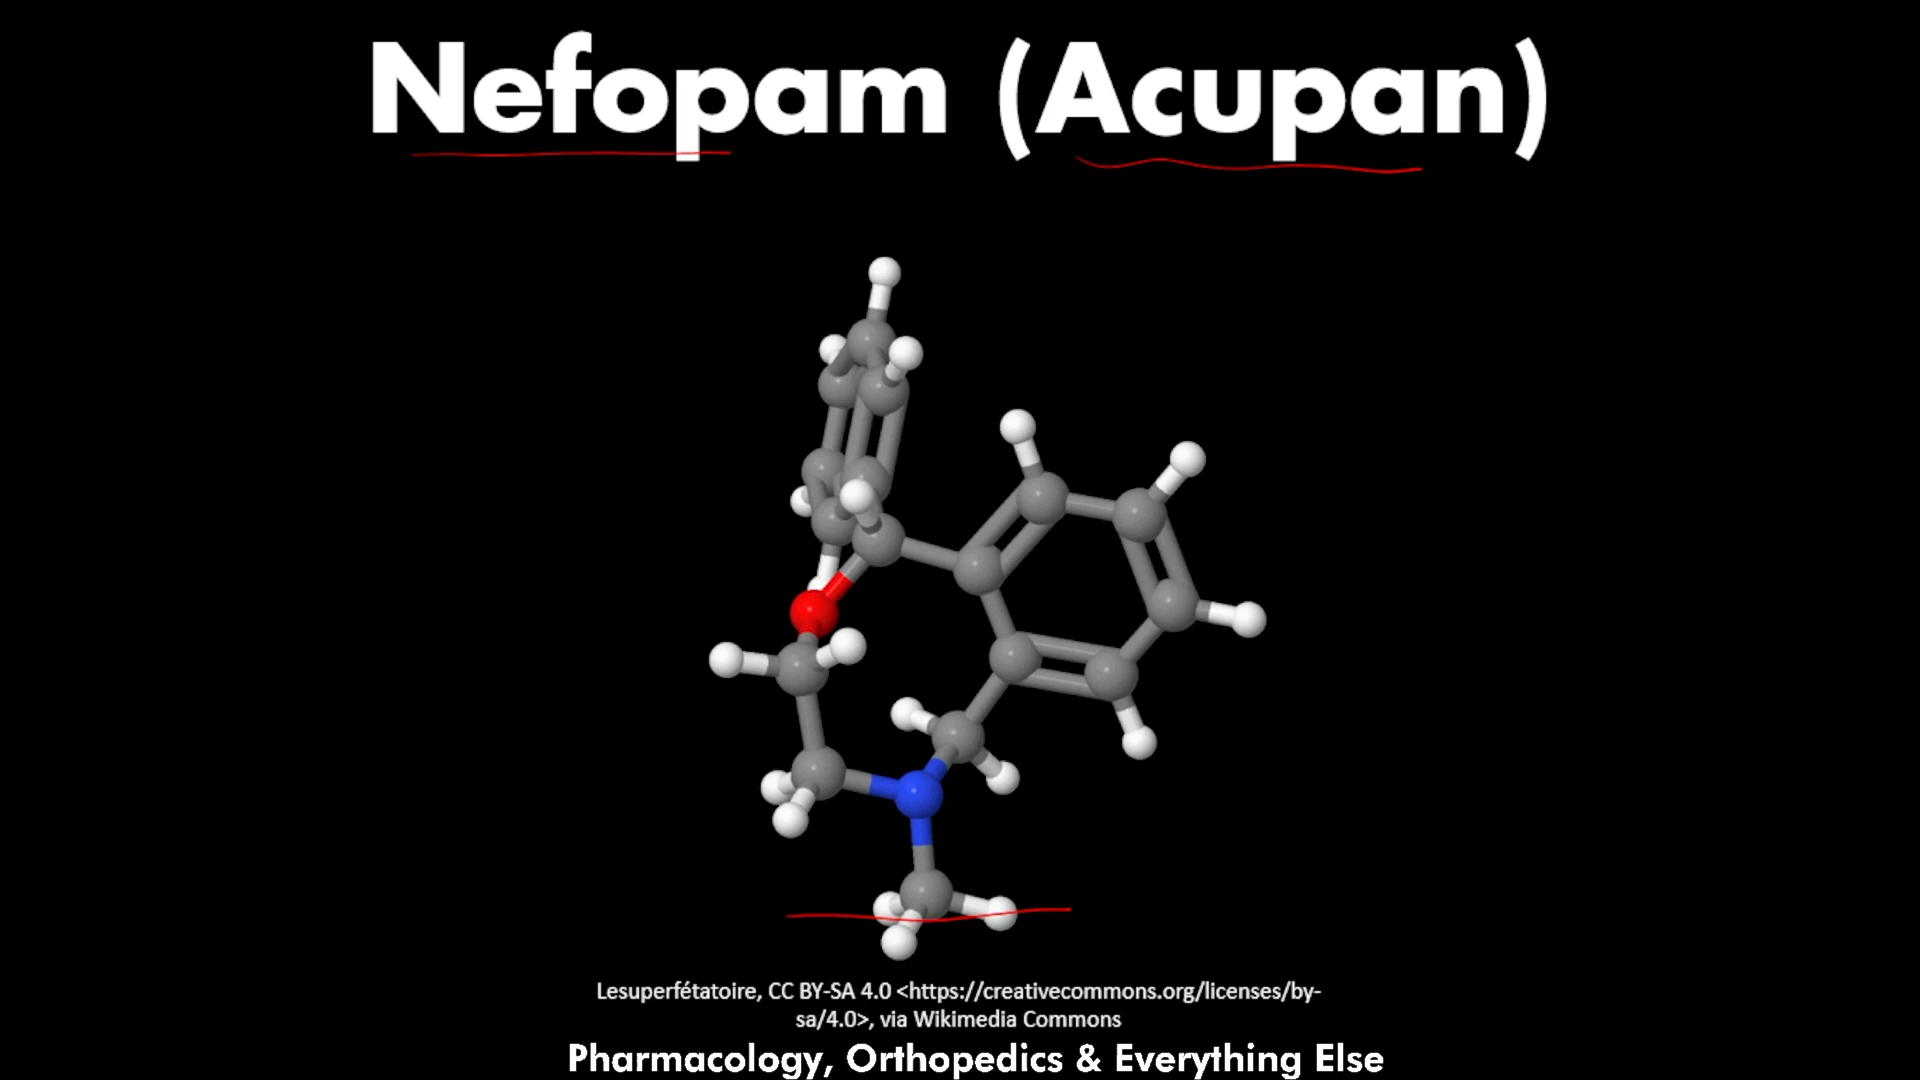 Nefopam (Acupan)
Lesuperfétatoire, CC BY-SA 4.0 <https://creativecommons.org/licenses/by-
sa/4.0>, via Wikimedia Commons
Pharmacology, Orthopedics & Everything Else